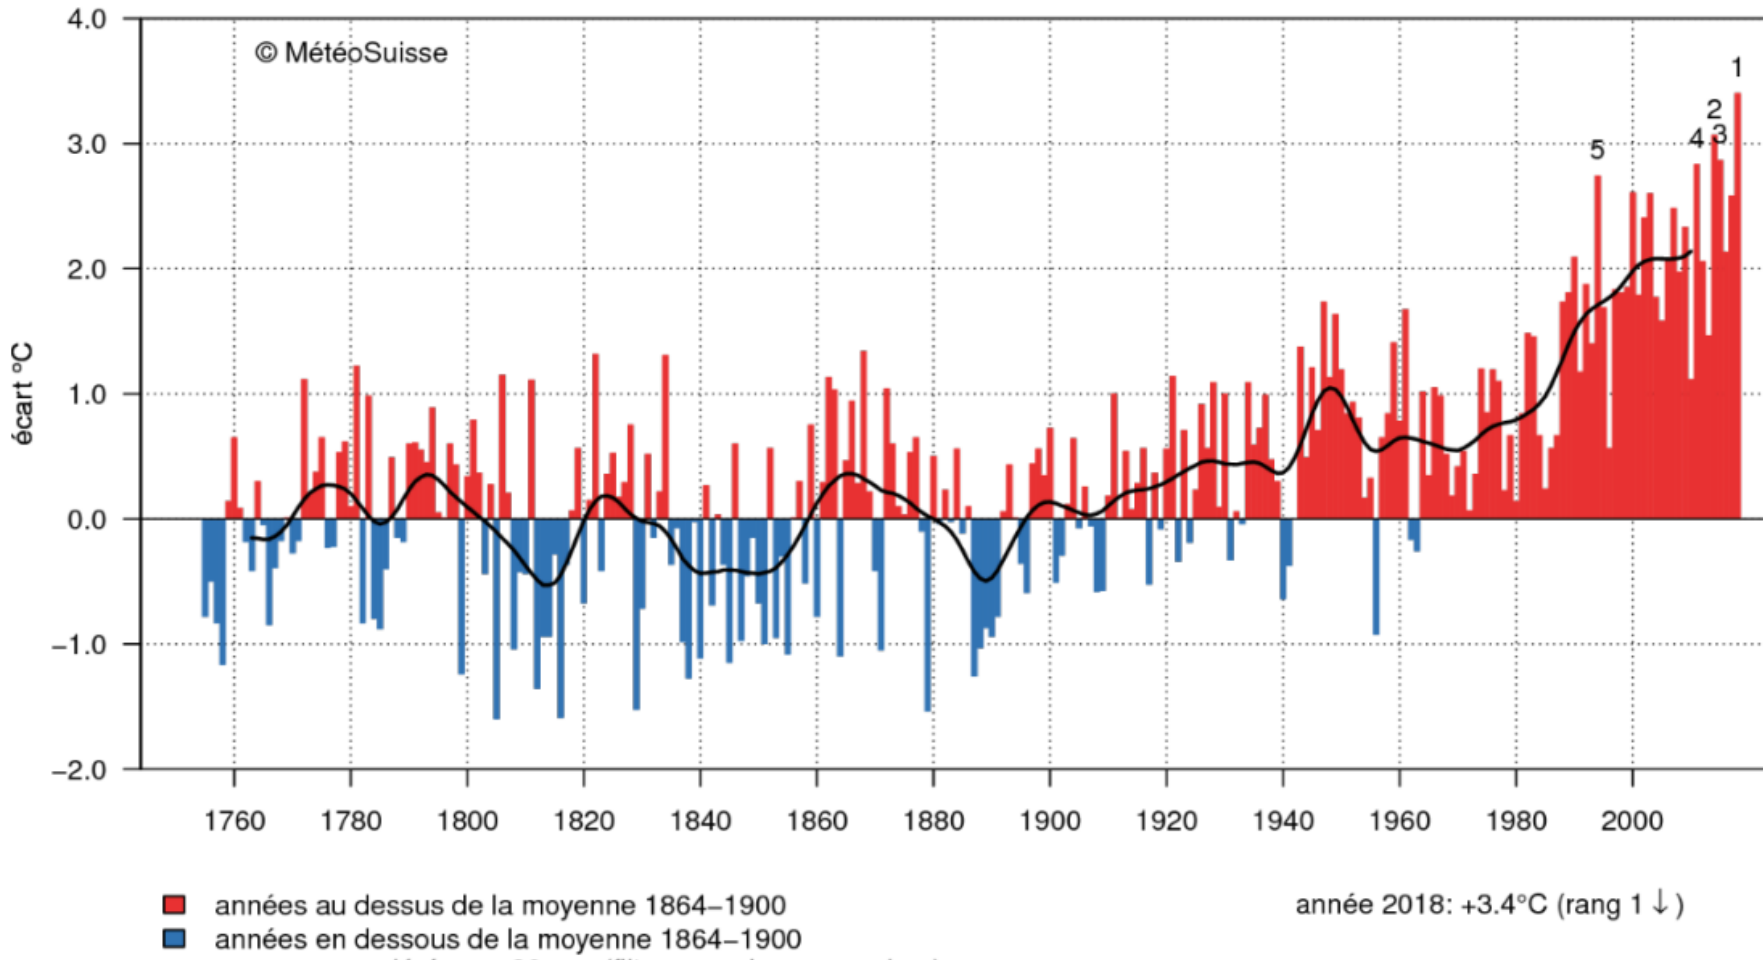 4.0
© MétéoSuisse
1
2
3.0
4 3
5
2.0
1.0
écart °C
0.0
−1.0
−2.0
1760 1780 1800 1820 1840 1860 1880 1900 1920 1940 1960 1980 2000
années au dessus de la moyenne 1864−1900
année 2018: +3.4°C (rang 1 ↓)
années en dessous de la moyenne 1864−1900